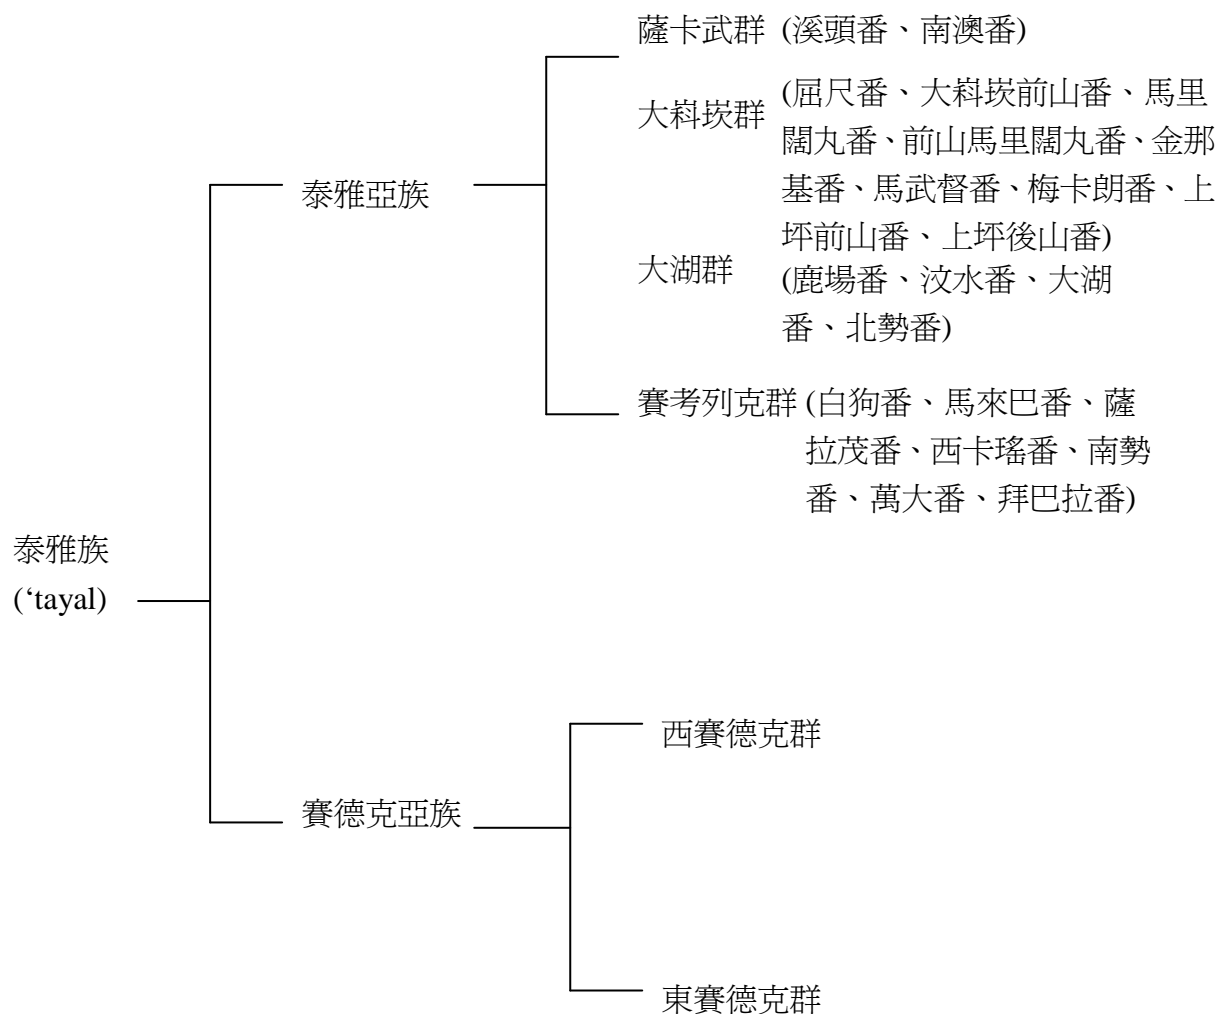 薩卡武群 (溪頭番、南澳番)
大嵙崁群 (屈尺番、大嵙崁前山番、馬里
闊丸番、前山馬里闊丸番、金那
基番、馬武督番、梅卡朗番、上
坪前山番、上坪後山番)
泰雅亞族
大湖群 (鹿場番、汶水番、大湖
番、北勢番)
賽考列克群 (白狗番、馬來巴番、薩
拉茂番、西卡瑤番、南勢
番、萬大番、拜巴拉番)
泰雅族
(‘tayal)
西賽德克群
賽德克亞族
東賽德克群